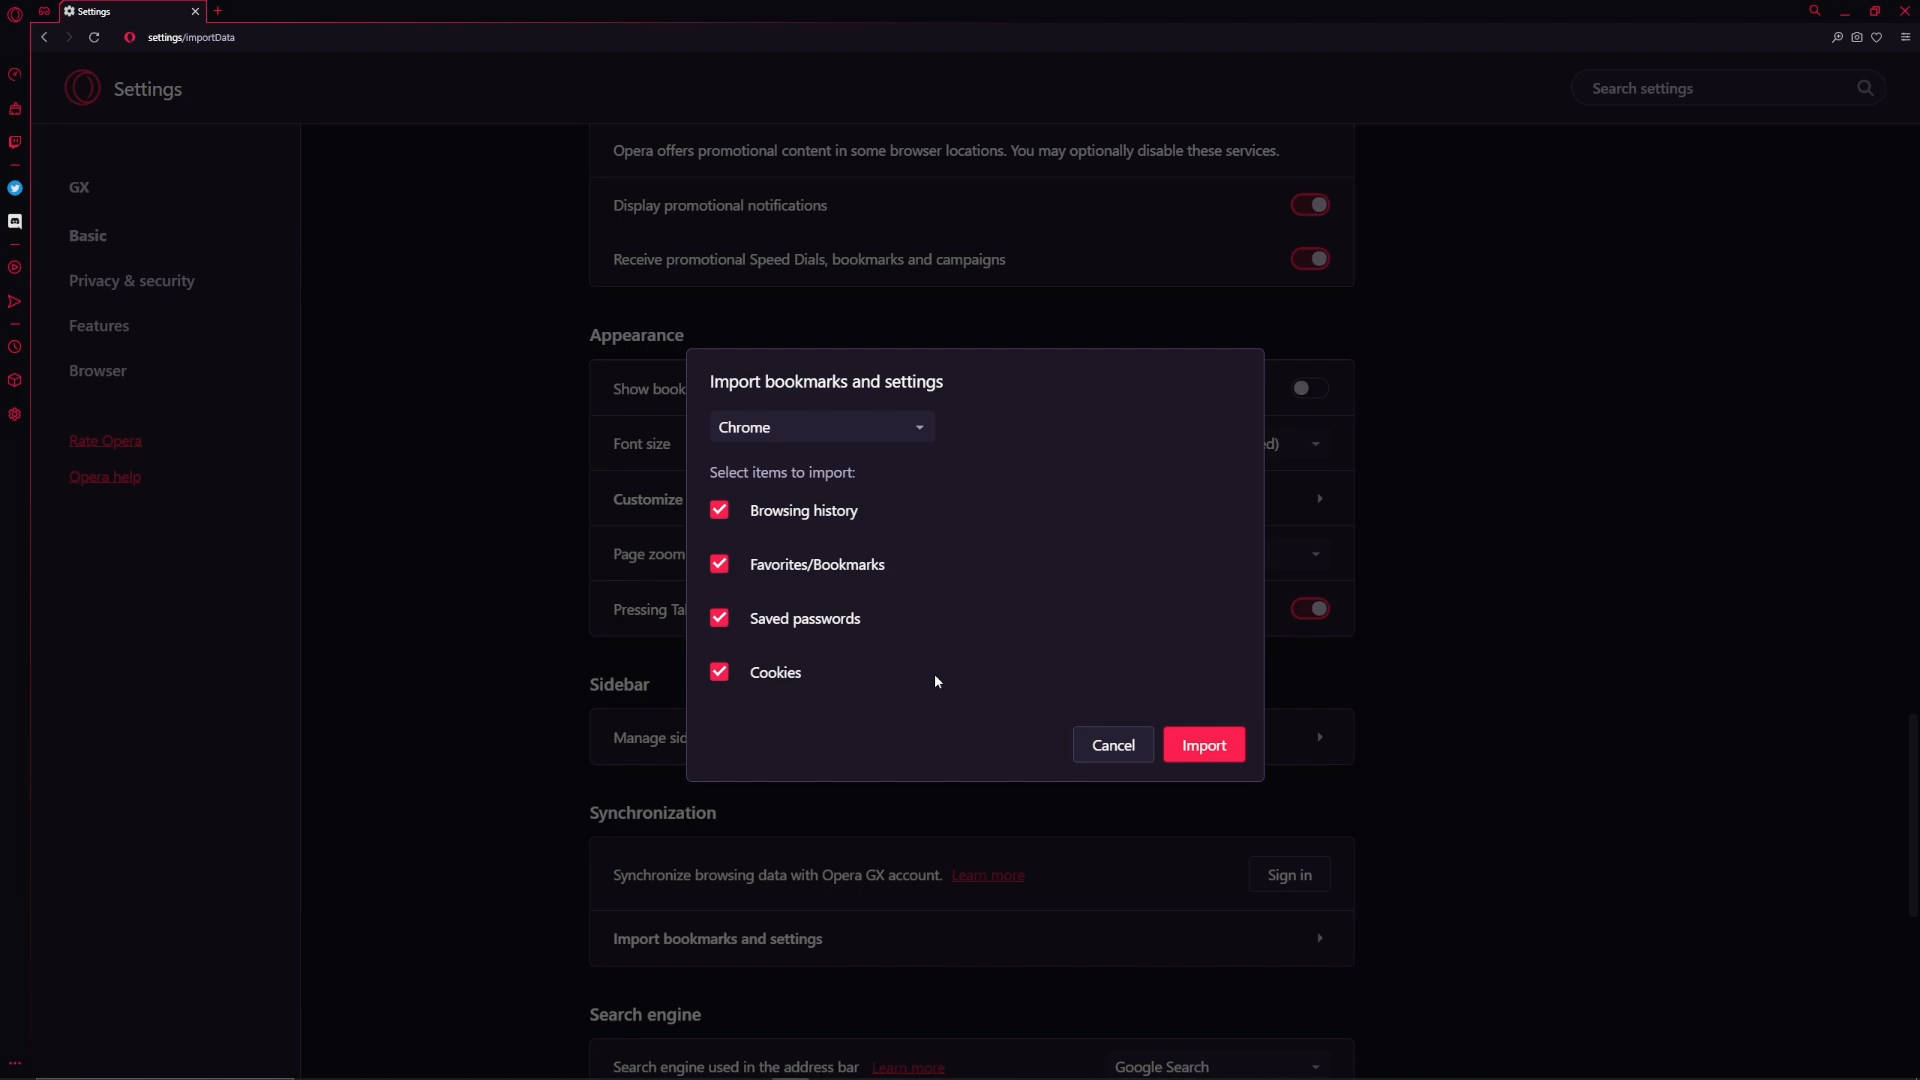 Settings
settings/importData
Settings
Search settings
GX
Basic
Privacy & security
Features
Browser
Rate Opera
Opera help
Opera offers promotional content in some browser locations. You may optionally disable these services.
Display promotional notifications
Receive promotional Speed Dials, bookmarks and campaigns
Appearance
Show book
Font size
ed)
Customize
Page zoom
Pressing Ta
Import bookmarks and settings
Chrome
Select items to import:
Browsing history
Favorites/Bookmarks
Saved passwords
Cookies
Cancel
Import
Sidebar
Manage sid
Synchronization
Synchronize browsing data with Opera GX account. Learn more
Sign in
Import bookmarks and settings
Search engine
Search engine used in the address bar Learn more
Google Search